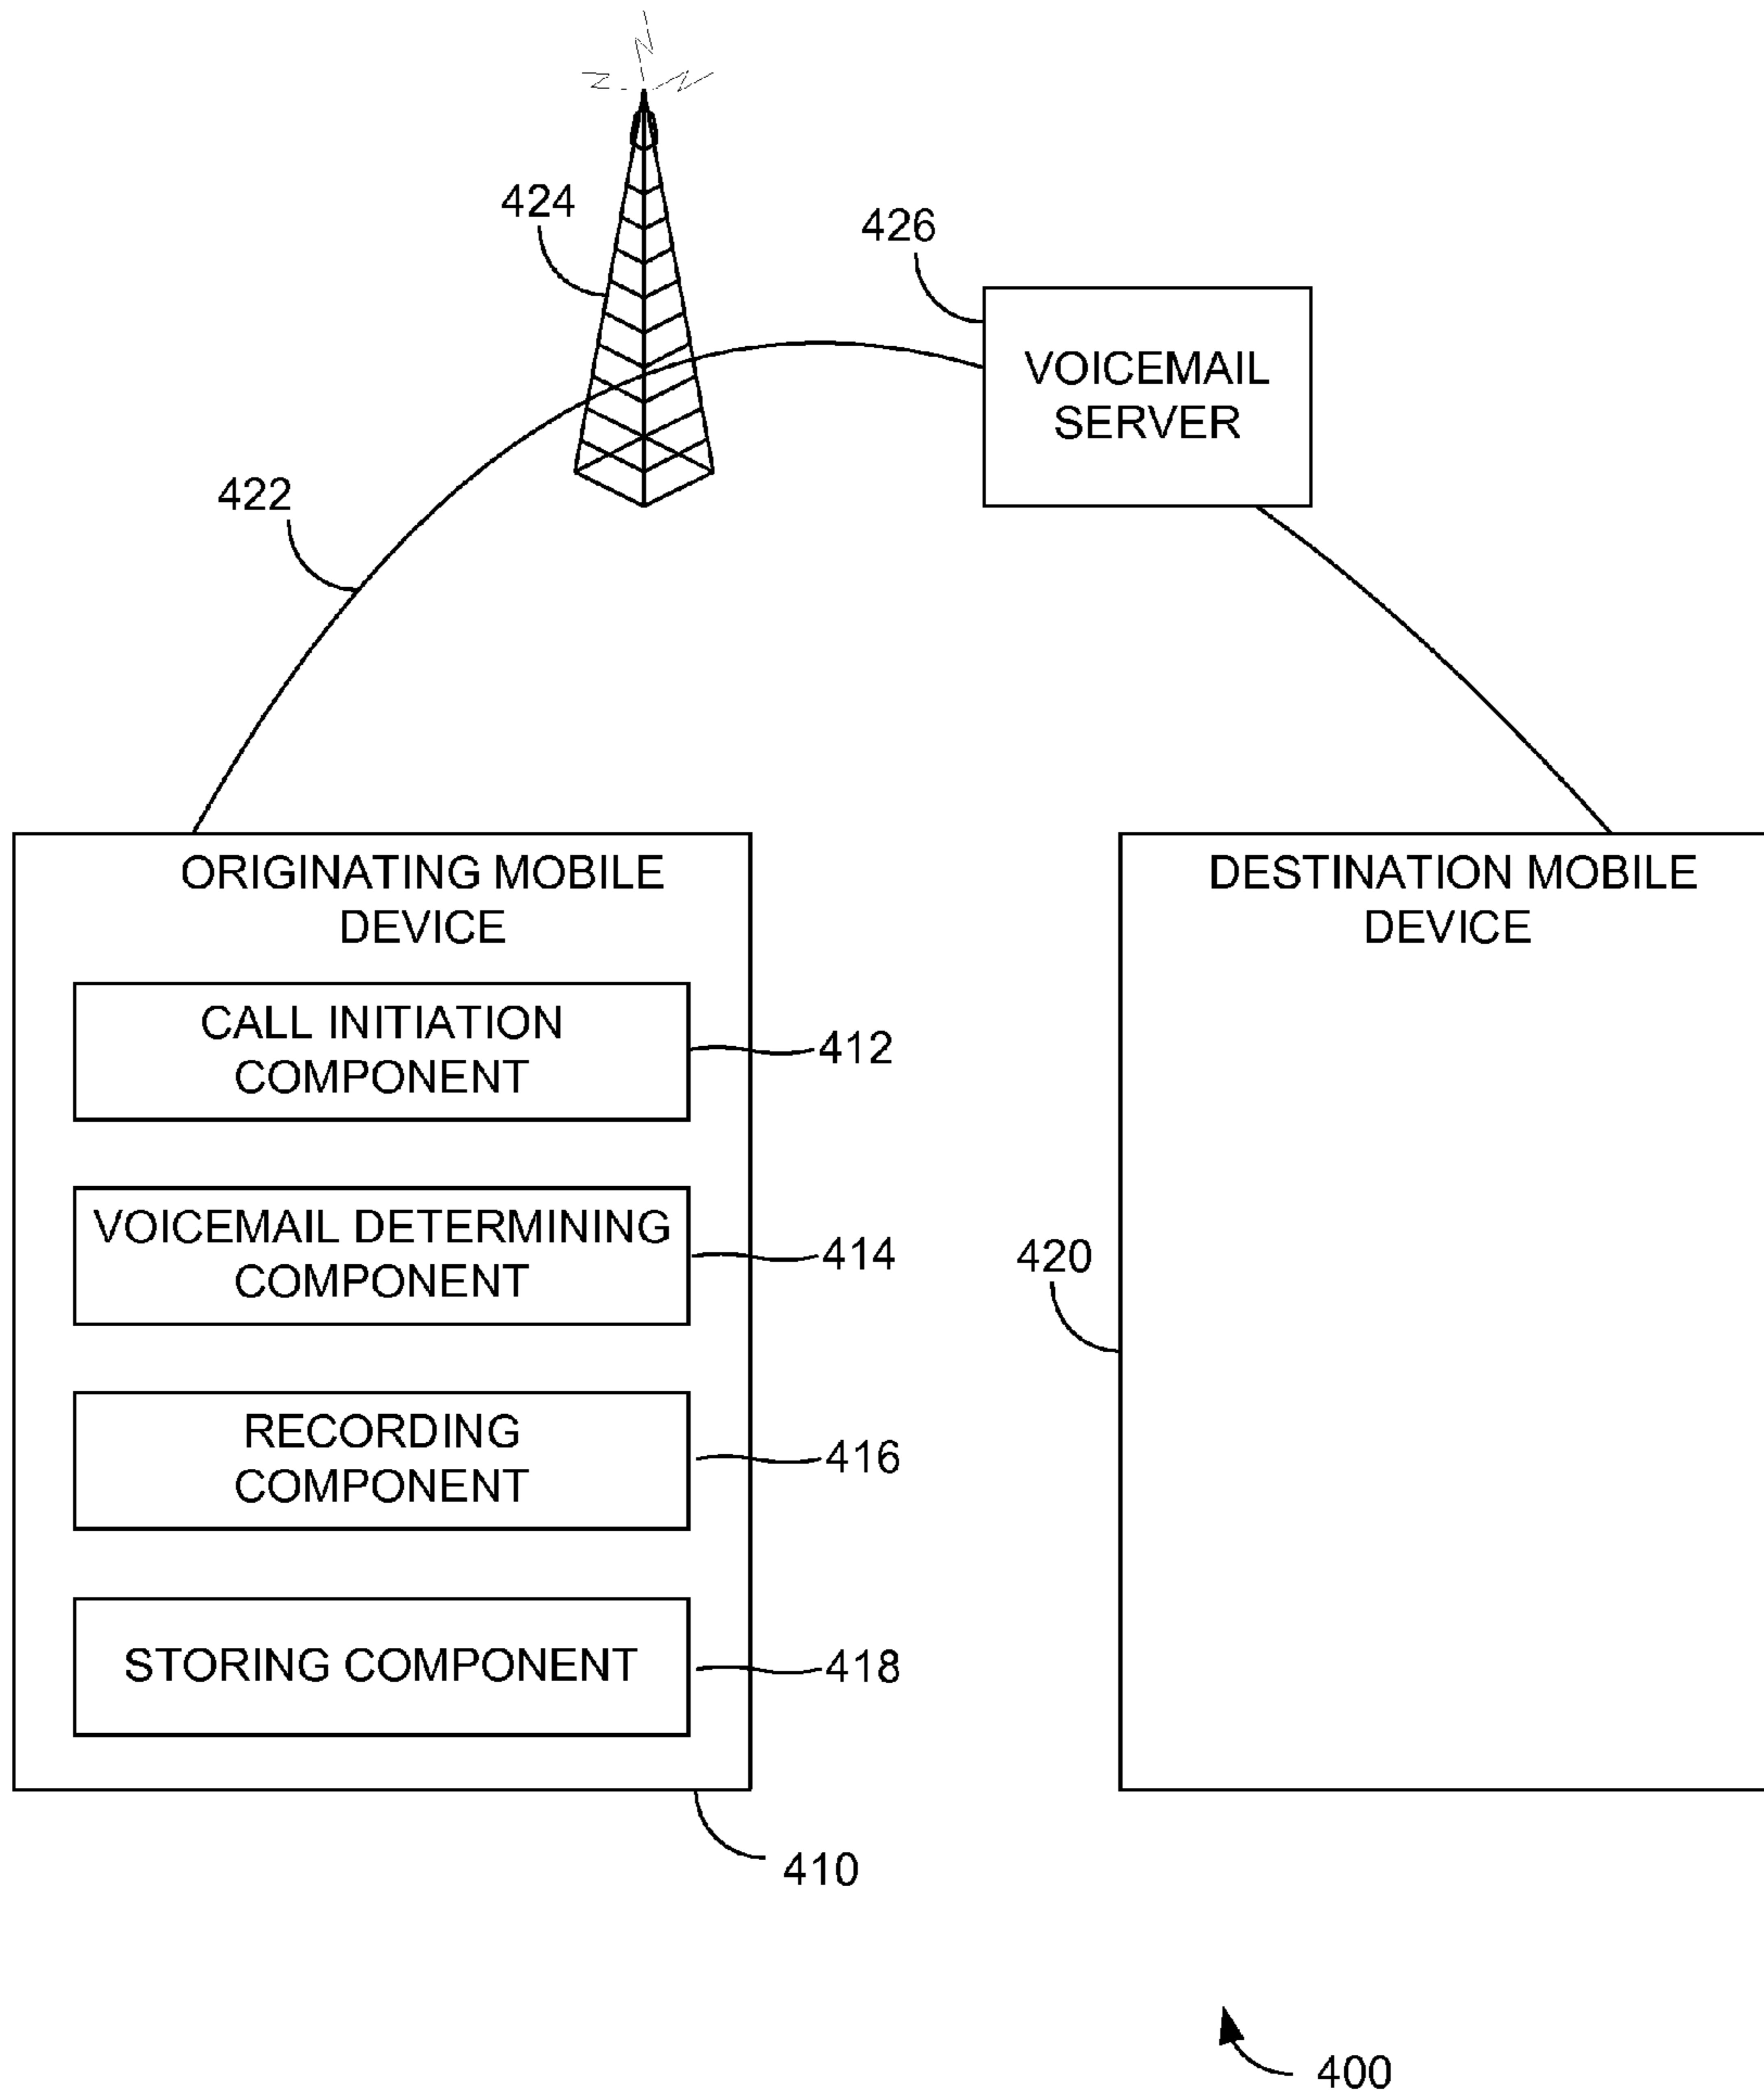 424
426
VOICEMAIL
SERVER
422
ORIGINATING MOBILE
DEVICE
DESTINATION MOBILE
DEVICE
CALL INITIATION
COMPONENT
412
VOICEMAIL DETERMINING
COMPONENT
414
420
RECORDING
COMPONENT
416
STORING COMPONENT
418
410
400